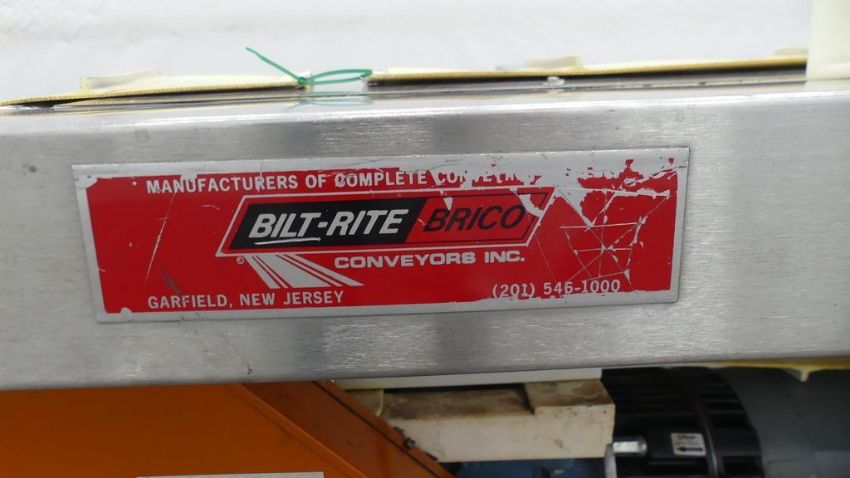 MANUFACTURERS OF COMPLETE
BILT-RITE BRICO
CONVEYORS INC.
©
GARFIELD, NEW JERSEY
(201) 546-1000